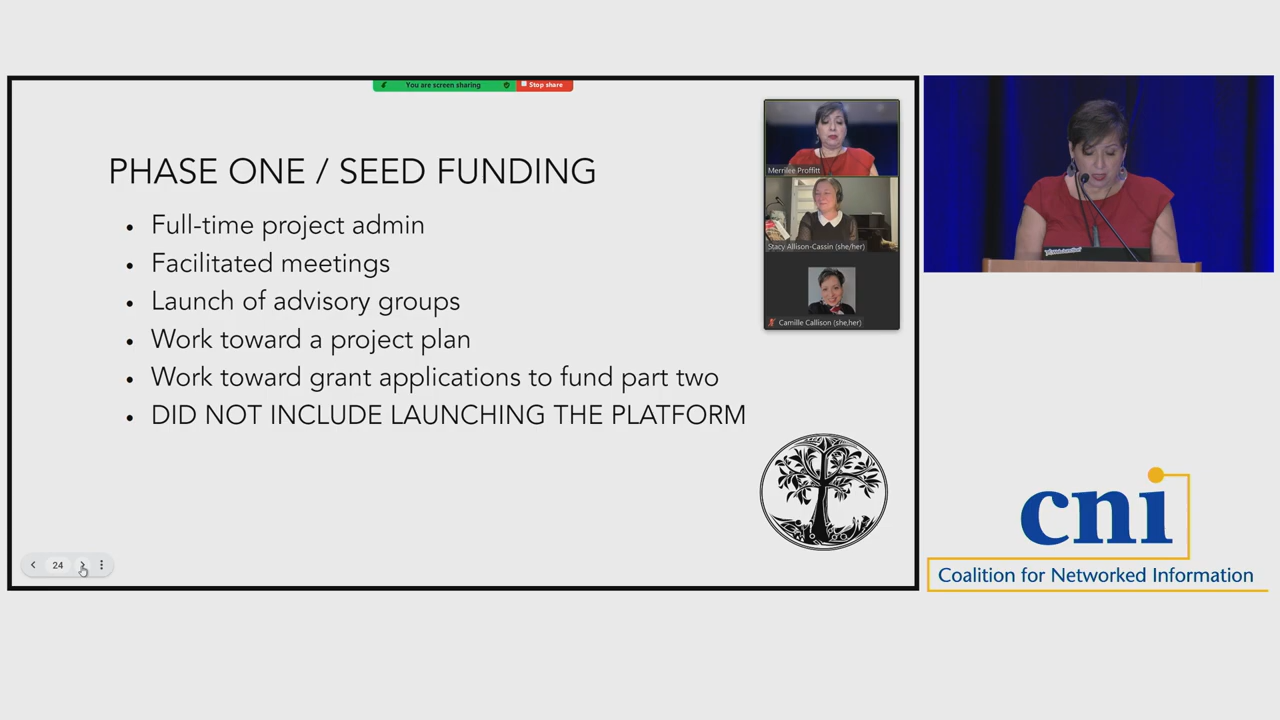 You are screen sharing
Stop share
PHASE ONE / SEED FUNDING
Full-time project admin
Facilitated meetings
Launch of advisory groups
Work toward a project plan
Work toward grant applications to fund part two
DID NOT INCLUDE LAUNCHING THE PLATFORM
Merrilee Proffitt
Stacy Allison-Cassin (she/her)
Camille Callison (she,her)
24
cni
Coalition for Networked Information